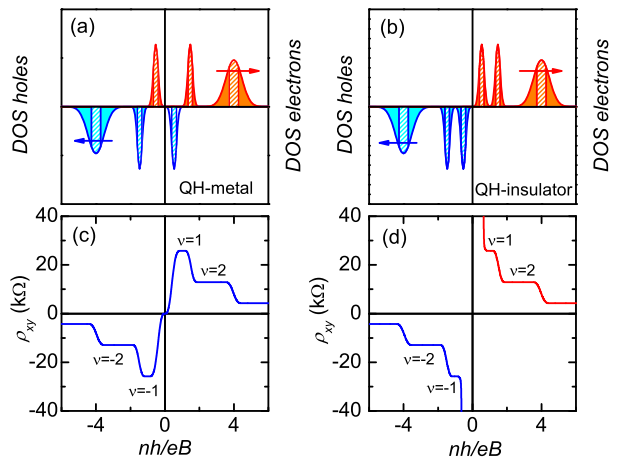 (a)
(b)
DOS holes
DOS electrons
DOS holes
DOS electrons
QH-metal
QH-insulator
(c)
(d)
40
20
0
-20
-40
ρxy (kΩ)
ν=1
ν=2
ν=-2
ν=-1
-4
0
4
nh/eB
40
20
0
-20
-40
ρxy (kΩ)
ν=1
ν=2
ν=-2
ν=-1
-4
0
4
nh/eB